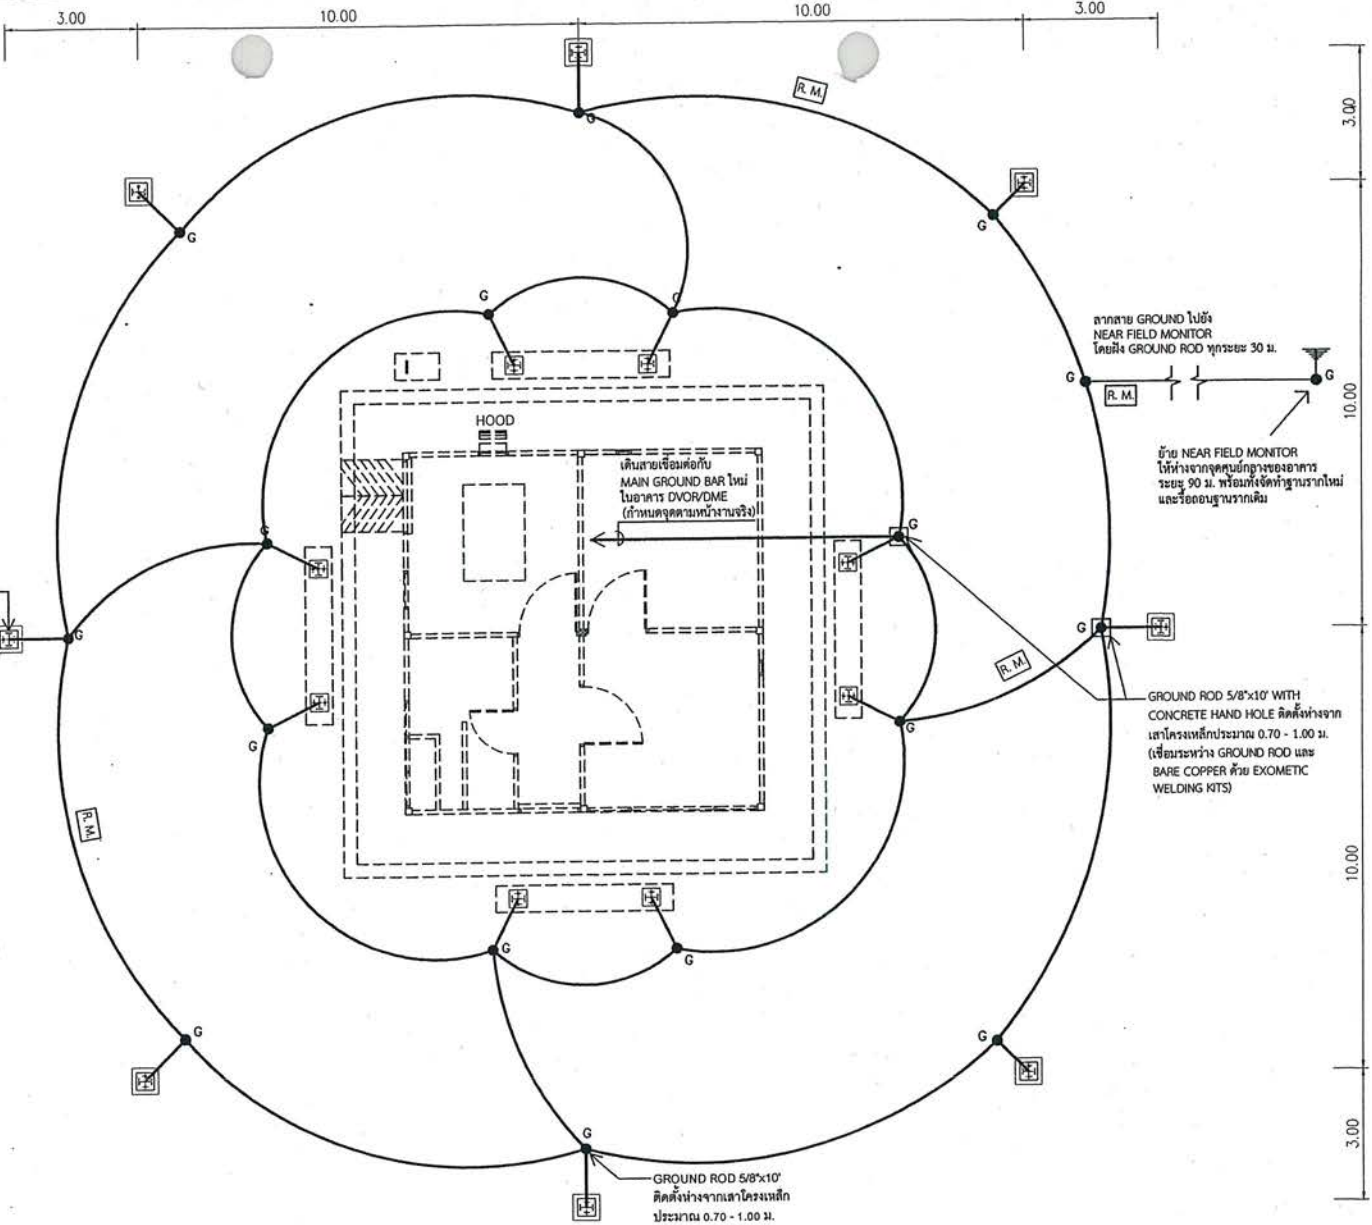 3.00
10.00
10.00
3.00
R. M.
3.00
G
G
G
ลากสาย GROUND ไปยัง
NEAR FIELD MONITOR
โดยฝัง GROUND ROD ทุกระยะ 30 ม.
G
G
G
R. M.
G
10.00
HOOD
ย้าย NEAR FIELD MONITOR
ให้ห่างจากจุดศูนย์กลางของอาคาร
ระยะ 90 ม. พร้อมทั้งจัดทำฐานรากใหม่
และรื้อถอนฐานรากเดิม
เดินสายเชื่อมต่อกับ
MAIN GROUND BAR ใหม่
ในอาคาร DVOR/DME
(กำหนดจุดตามหน้างานจริง)
G
G
G
G
R. M.
GROUND ROD 5/8"x10' WITH
CONCRETE HAND HOLE ติดตั้งห่างจาก
เสาโครงเหล็กประมาณ 0.70 - 1.00 ม.
(เชื่อมระหว่าง GROUND ROD และ
BARE COPPER ด้วย EXOMETIC
WELDING KITS)
G
G
R. M.
10.00
G
G
G
G
G
3.00
GROUND ROD 5/8"x10'
ติดตั้งห่างจากเสาโครงเหล็ก
ประมาณ 0.70 - 1.00 ม.